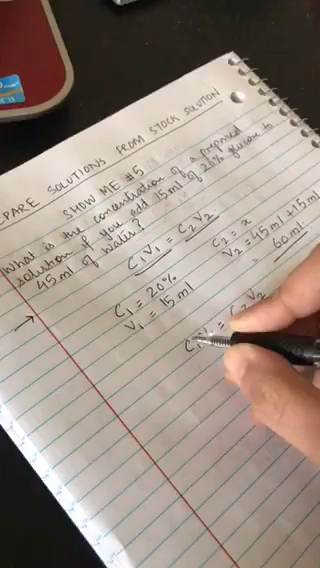 PARE SOLUTIONS FROM STOCK SOLUTION
SHOW ME #5
What is the concentration of a prepared
solution if you add 15ml of 20% glucose to
45ml of water?
C₁V₁ = C₂V₂
C₁ = 20%
V₁ = 15ml
C₂ = x
V₂ = 45ml + 15ml
= 60ml.
C₁V₁ = C₂V₂